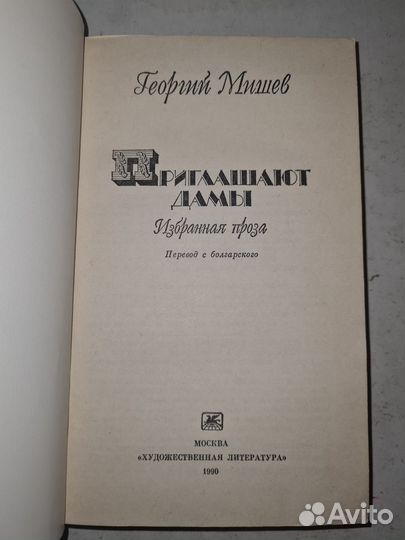 Георгий Мишев
ПРИГЛАШАЮТ
ДАМЫ
Избранная проза
Перевод с болгарского
МОСКВА
«ХУДОЖЕСТВЕННАЯ ЛИТЕРАТУРА»
1990
Avito